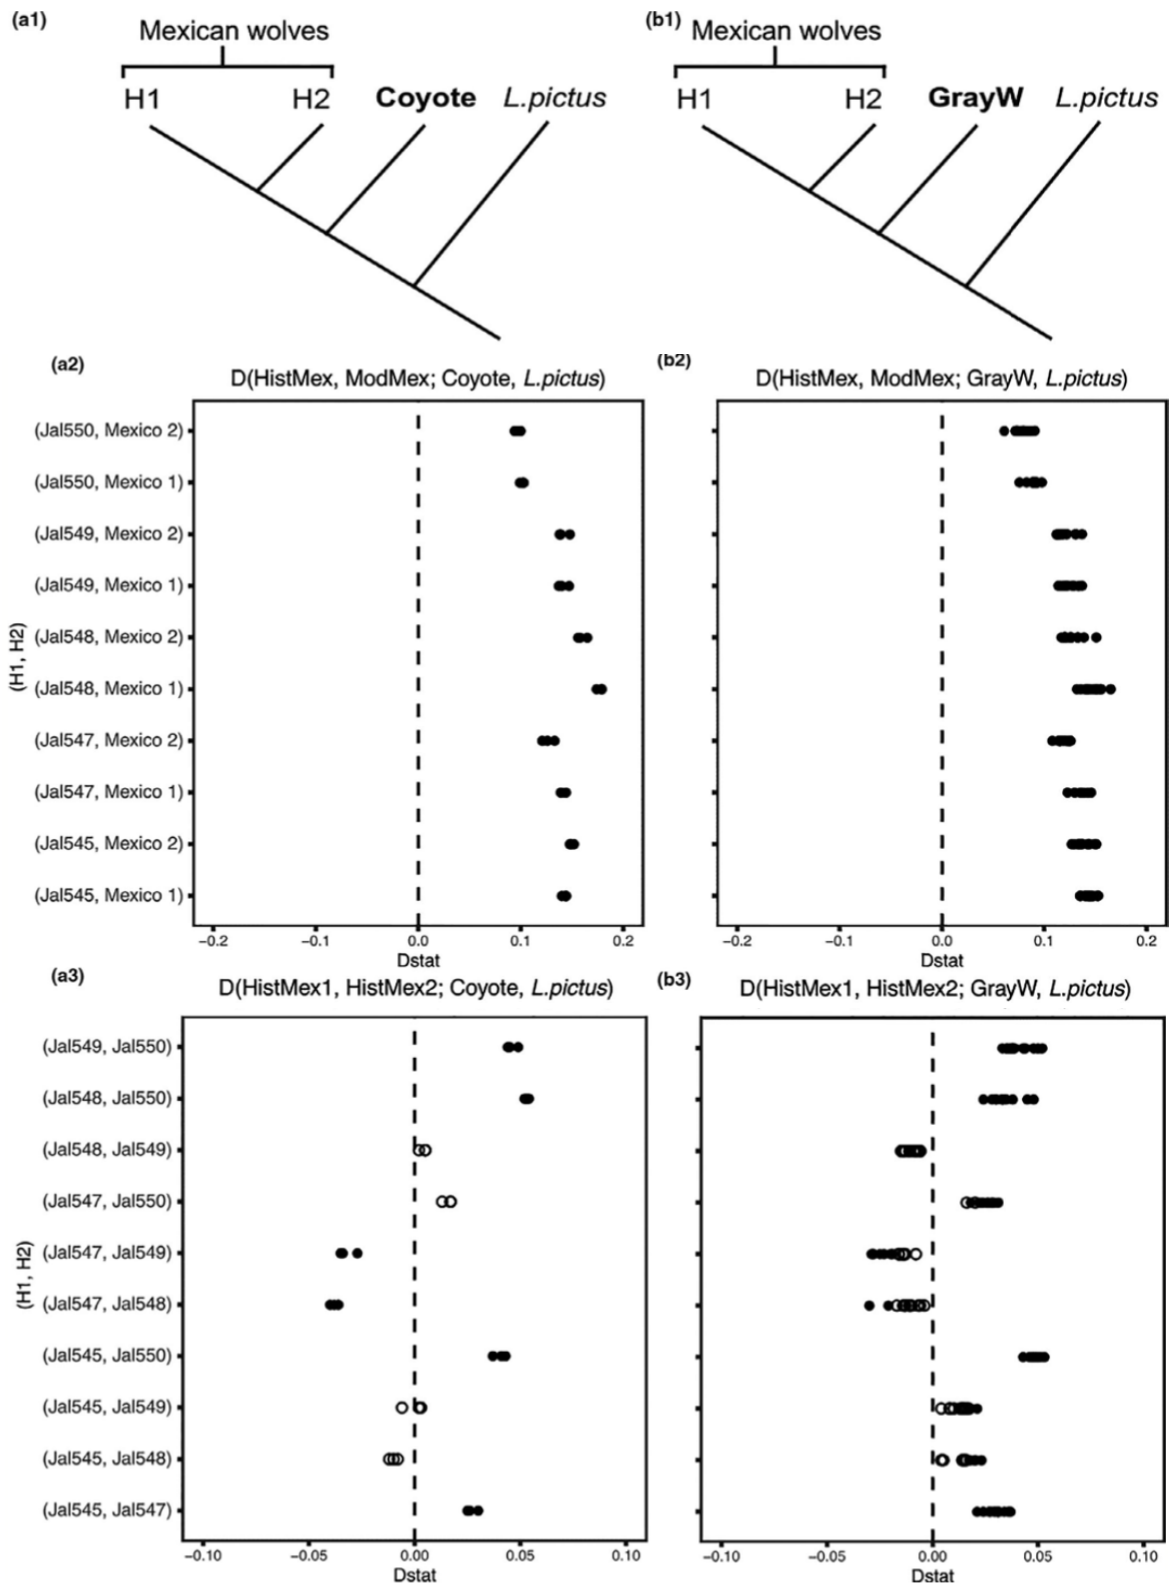 (a1)
Mexican wolves
H1 H2 Coyote L.pictus
(b1)
Mexican wolves
H1 H2 GrayW L.pictus
(a2)
D(HistMex, ModMex; Coyote, L.pictus)
(H1, H2)
(Jal550, Mexico 2)
(Jal550, Mexico 1)
(Jal549, Mexico 2)
(Jal549, Mexico 1)
(Jal548, Mexico 2)
(Jal548, Mexico 1)
(Jal547, Mexico 2)
(Jal547, Mexico 1)
(Jal545, Mexico 2)
(Jal545, Mexico 1)
−0.2 −0.1 0.0 0.1 0.2
Dstat
(b2)
D(HistMex, ModMex; GrayW, L.pictus)
−0.2 −0.1 0.0 0.1 0.2
Dstat
(a3)
D(HistMex1, HistMex2; Coyote, L.pictus)
(H1, H2)
(Jal549, Jal550)
(Jal548, Jal550)
(Jal548, Jal549)
(Jal547, Jal550)
(Jal547, Jal549)
(Jal547, Jal548)
(Jal545, Jal550)
(Jal545, Jal549)
(Jal545, Jal548)
(Jal545, Jal547)
−0.10 −0.05 0.00 0.05 0.10
Dstat
(b3)
D(HistMex1, HistMex2; GrayW, L.pictus)
−0.10 −0.05 0.00 0.05 0.10
Dstat